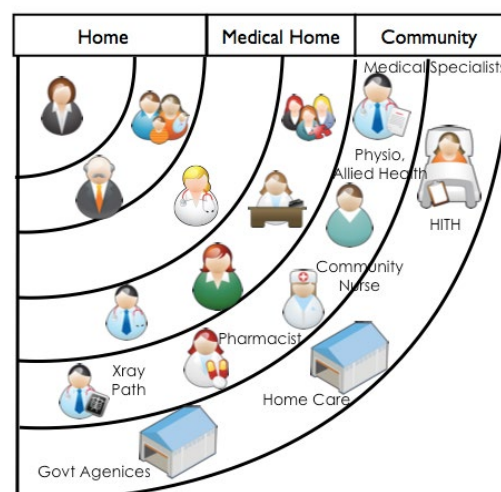 Home
Medical Home
Community
Medical Specialists
Physio,
Allied Health
HITH
Community
Nurse
Pharmacist
Xray
Path
Home Care
Govt Agenices